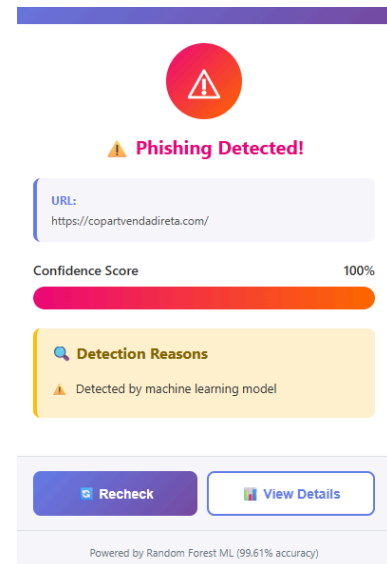 Phishing Detected!
URL:
https://copartvendadireta.com/
Confidence Score 100%
Detection Reasons
Detected by machine learning model
Recheck View Details
Powered by Random Forest ML (99.61% accuracy)